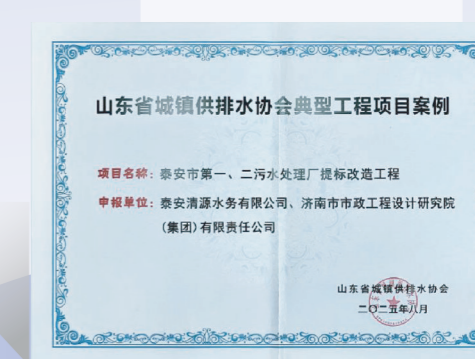 山东省城镇供排水协会典型工程项目案例
项目名称：泰安市第一、二污水处理厂提标改造工程
申报单位：泰安清源水务有限公司、济南市市政工程设计研究院
（集团）有限责任公司
山东省城镇供排水协会
二〇二五年八月